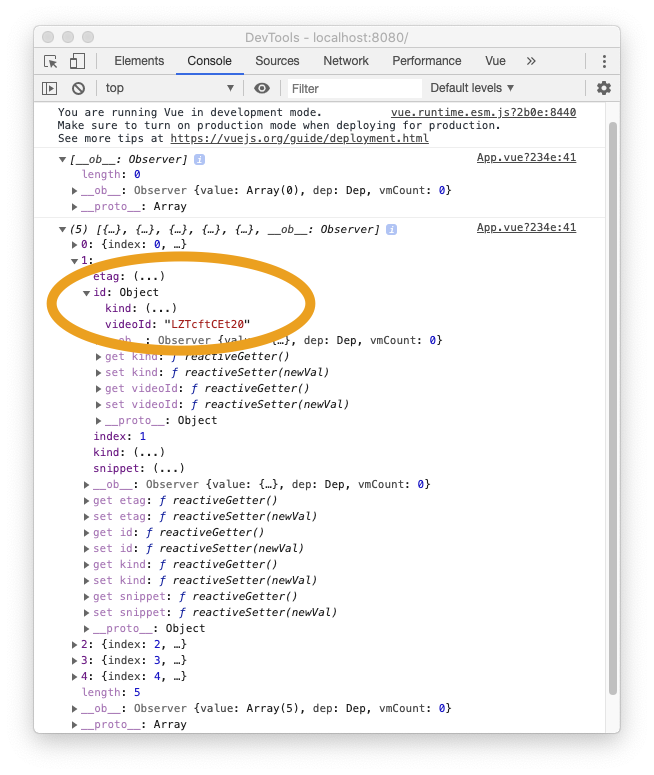 DevTools - localhost:8080/
Elements Console Sources Network Performance Vue »
top ▼ Filter Default levels ▼
You are running Vue in development mode. vue.runtime.esm.js?2b0e:8440
Make sure to turn on production mode when deploying for production.
See more tips at https://vuejs.org/guide/deployment.html
▼[__ob__: Observer] i App.vue?234e:41
length: 0
▶__ob__: Observer {value: Array(0), dep: Dep, vmCount: 0}
▶__proto__: Array
▼(5) [{…}, {…}, {…}, {…}, {…}, __ob__: Observer] i App.vue?234e:41
▶0: {index: 0, …}
▼1:
etag: (...)
▼id: Object
kind: (...)
videoId: "LZTcftCEt20"
ob__: Observer {value: {…}, dep: Dep, vmCount: 0}
▶get kind: ƒ reactiveGetter()
▶set kind: ƒ reactiveSetter(newVal)
▶get videoId: ƒ reactiveGetter()
▶set videoId: ƒ reactiveSetter(newVal)
▶__proto__: Object
index: 1
kind: (...)
snippet: (...)
▶__ob__: Observer {value: {…}, dep: Dep, vmCount: 0}
▶get etag: ƒ reactiveGetter()
▶set etag: ƒ reactiveSetter(newVal)
▶get id: ƒ reactiveGetter()
▶set id: ƒ reactiveSetter(newVal)
▶get kind: ƒ reactiveGetter()
▶set kind: ƒ reactiveSetter(newVal)
▶get snippet: ƒ reactiveGetter()
▶set snippet: ƒ reactiveSetter(newVal)
▶__proto__: Object
▶2: {index: 2, …}
▶3: {index: 3, …}
▶4: {index: 4, …}
length: 5
▶__ob__: Observer {value: Array(5), dep: Dep, vmCount: 0}
▶__proto__: Array